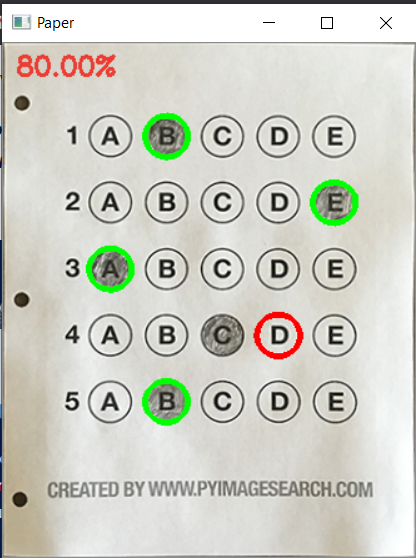 Paper
80.00%
1 A B C D E
2 A B C D E
3 A B C D E
4 A B C D E
5 A B C D E
CREATED BY WWW.PYIMAGESEARCH.COM